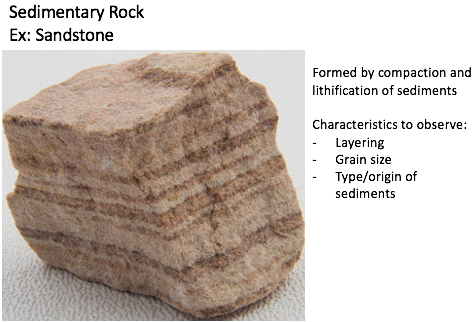 Sedimentary Rock
Ex: Sandstone
Formed by compaction and
lithification of sediments
Characteristics to observe:
- Layering
- Grain size
- Type/origin of
sediments